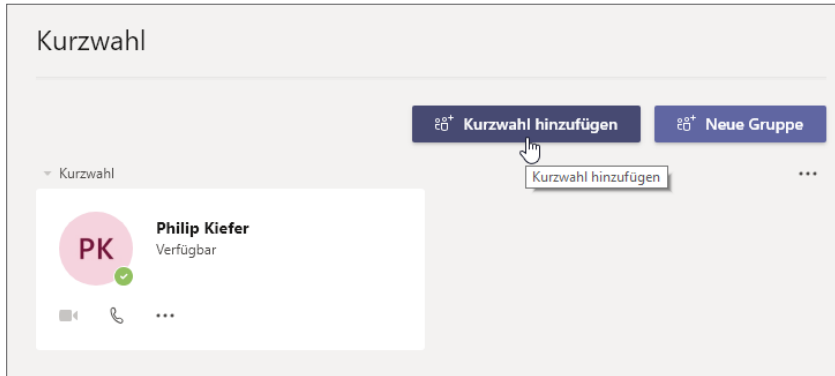 Kurzwahl
Kurzwahl hinzufügen
Neue Gruppe
Kurzwahl hinzufügen
Kurzwahl
...
PK
Philip Kiefer
Verfügbar
...